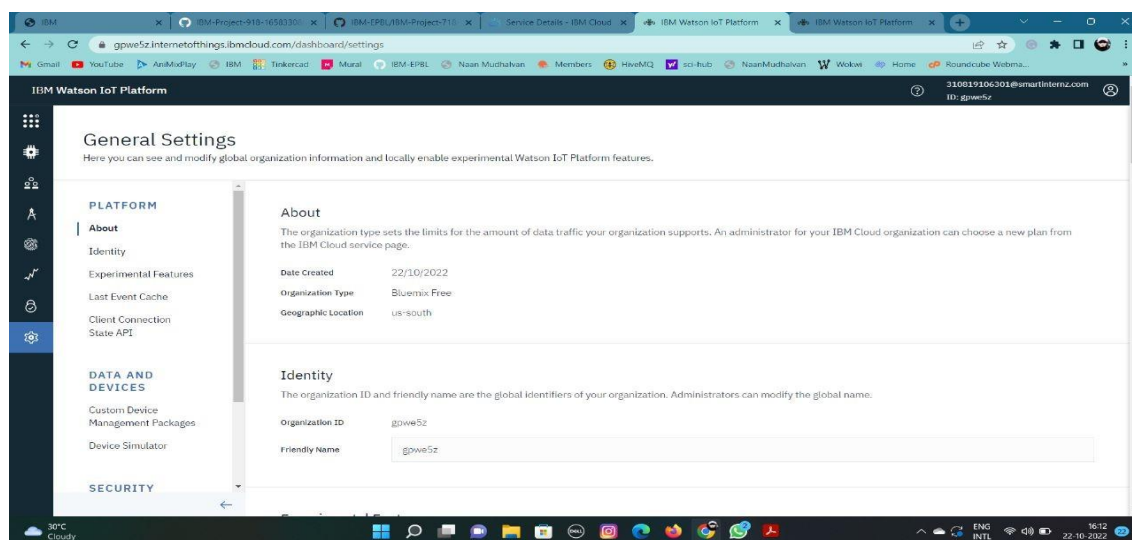 IBM
IBM-Project-918-16583306
IBM-EPBL/IBM-Project-718
Service Details - IBM Cloud
IBM Watson IoT Platform
IBM Watson IoT Platform
gpwe5z.internetofthings.ibmcloud.com/dashboard/settings
Gmail YouTube AniMixPlay IBM Tinkercad Mural IBM-EPBL Naan Mudhalvan Members HiveMQ sci-hub NaanMudhalvan Wokwi Home Roundcube Webma...
IBM Watson IoT Platform
310819106301@smartinternz.com
ID: gpwe5z
General Settings
Here you can see and modify global organization information and locally enable experimental Watson IoT Platform features.
PLATFORM
About
Identity
Experimental Features
Last Event Cache
Client Connection
State API
DATA AND
DEVICES
Custom Device
Management Packages
Device Simulator
SECURITY
About
The organization type sets the limits for the amount of data traffic your organization supports. An administrator for your IBM Cloud organization can choose a new plan from
the IBM Cloud service page.
Date Created 22/10/2022
Organization Type Bluemix Free
Geographic Location us-south
Identity
The organization ID and friendly name are the global identifiers of your organization. Administrators can modify the global name.
Organization ID gpwe5z
Friendly Name gpwe5z
30°C
Cloudy
ENG
INTL
16:12
22-10-2022